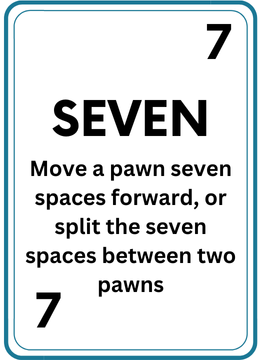 7
SEVEN
Move a pawn seven
spaces forward, or
split the seven
spaces between two
pawns
7